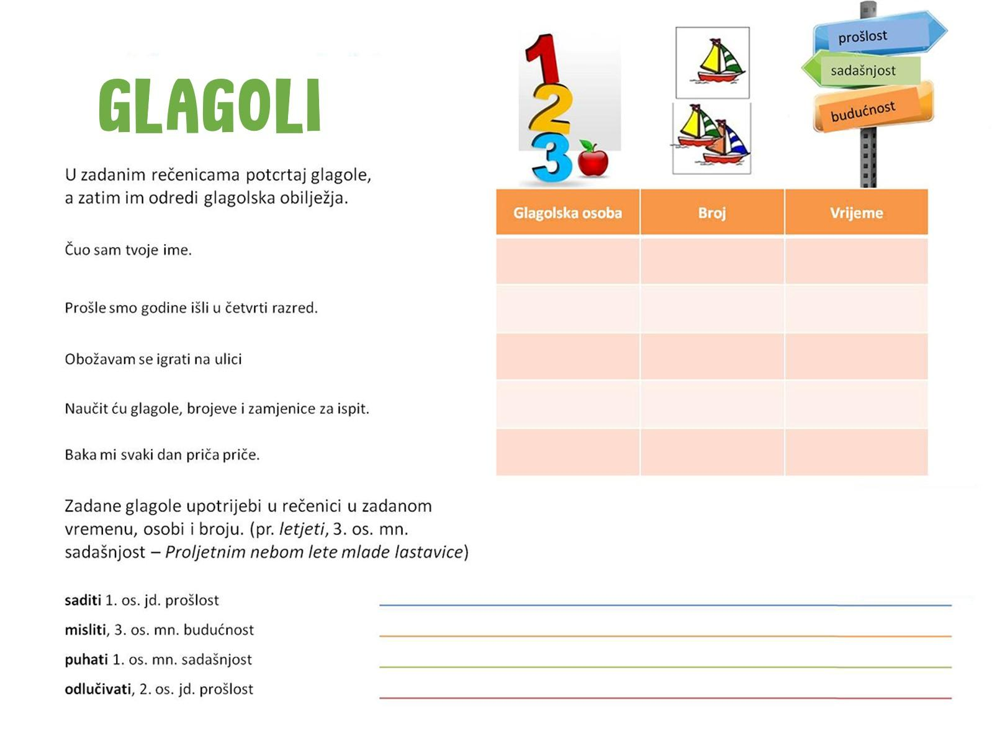 GLAGOLI
1
2
3
prošlost
sadašnjost
budućnost
U zadanim rečenicama potcrtaj glagole,
a zatim im odredi glagolska obilježja.
Glagolska osoba Broj Vrijeme
Čuo sam tvoje ime.
Prošle smo godine išli u četvrti razred.
Obožavam se igrati na ulici
Naučit ću glagole, brojeve i zamjenice za ispit.
Baka mi svaki dan priča priče.
Zadane glagole upotrijebi u rečenici u zadanom
vremenu, osobi i broju. (pr. letjeti, 3. os. mn.
sadašnjost – Proljetnim nebom lete mlade lastavice)
saditi 1. os. jd. prošlost
misliti, 3. os. mn. budućnost
puhati 1. os. mn. sadašnjost
odlučivati, 2. os. jd. prošlost